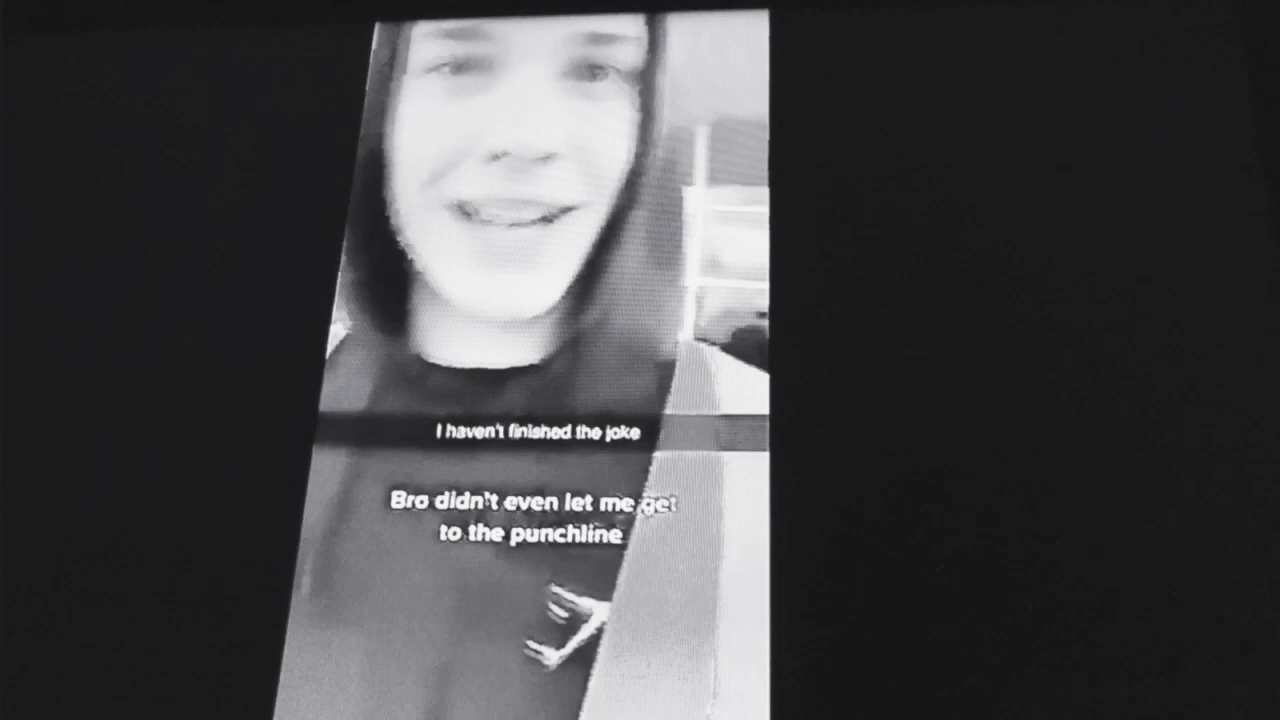 I haven't finished the joke
Bro didn't even let me get
to the punchline